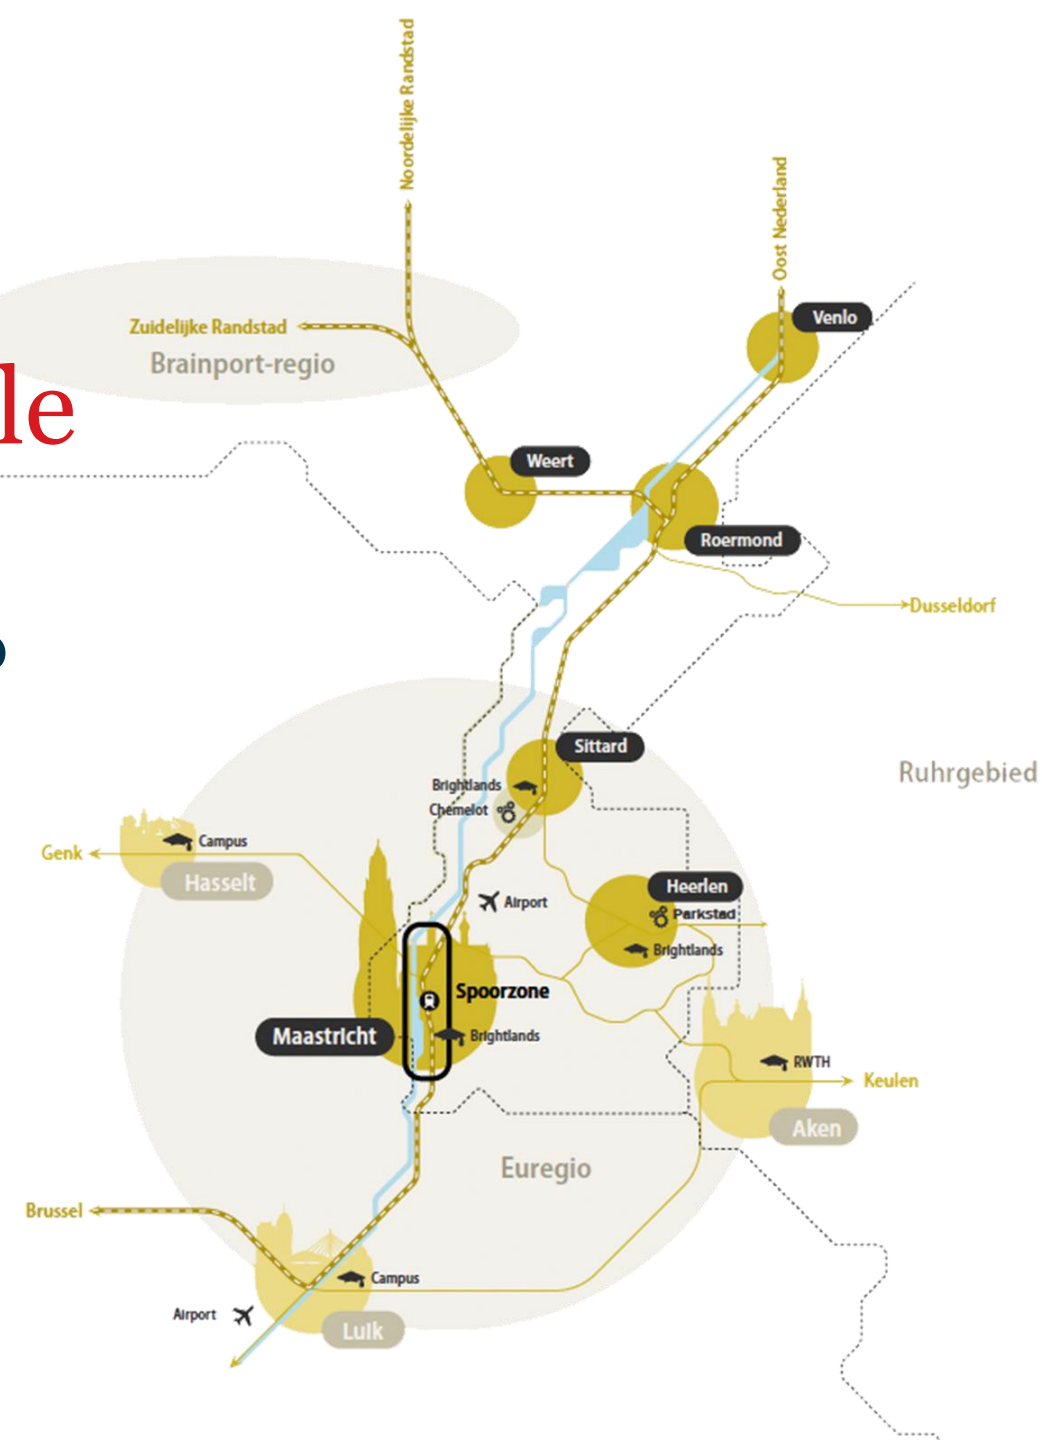 Noordelijke Randstad
Oost Nederland
Venlo
Zuidelijke Randstad
Brainport-regio
le
Weert
Roermond
Dusseldorf
Sittard
Ruhrgebied
Brightlands
Chemelot
Campus
Genk
Hasselt
Heerlen
Airport
Parkstad
Brightlands
Spoorzone
Maastricht
Brightlands
RWTH
Keulen
Aken
Euregio
Brussel
Campus
Airport
Luik